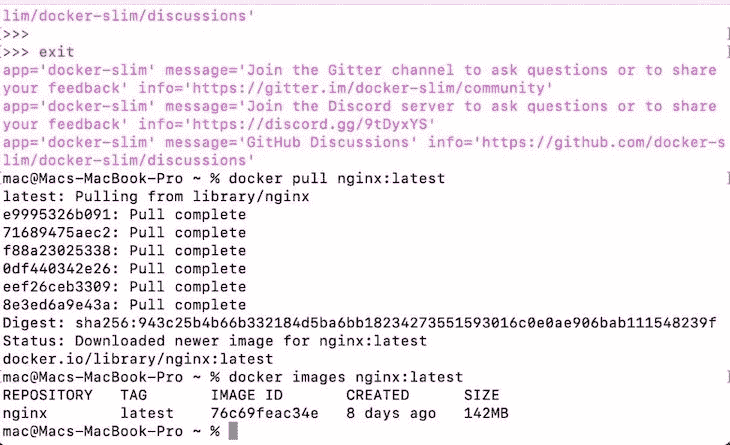 lim/docker-slim/discussions'
[>>> ]
[>>> exit ]
app='docker-slim' message='Join the Gitter channel to ask questions or to share
your feedback' info='https://gitter.im/docker-slim/community'
app='docker-slim' message='Join the Discord server to ask questions or to share
your feedback' info='https://discord.gg/9tDyxYS'
app='docker-slim' message='GitHub Discussions' info='https://github.com/docker-s
lim/docker-slim/discussions'
[mac@Macs-MacBook-Pro ~ % docker pull nginx:latest ]
latest: Pulling from library/nginx
e9995326b091: Pull complete
71689475aec2: Pull complete
f88a23025338: Pull complete
0df440342e26: Pull complete
eef26ceb3309: Pull complete
8e3ed6a9e43a: Pull complete
Digest: sha256:943c25b4b66b332184d5ba6bb18234273551593016c0e0ae906bab111548239f
Status: Downloaded newer image for nginx:latest
docker.io/library/nginx:latest
[mac@Macs-MacBook-Pro ~ % docker images nginx:latest ]
REPOSITORY TAG IMAGE ID CREATED SIZE
nginx latest 76c69feac34e 8 days ago 142MB
mac@Macs-MacBook-Pro ~ %